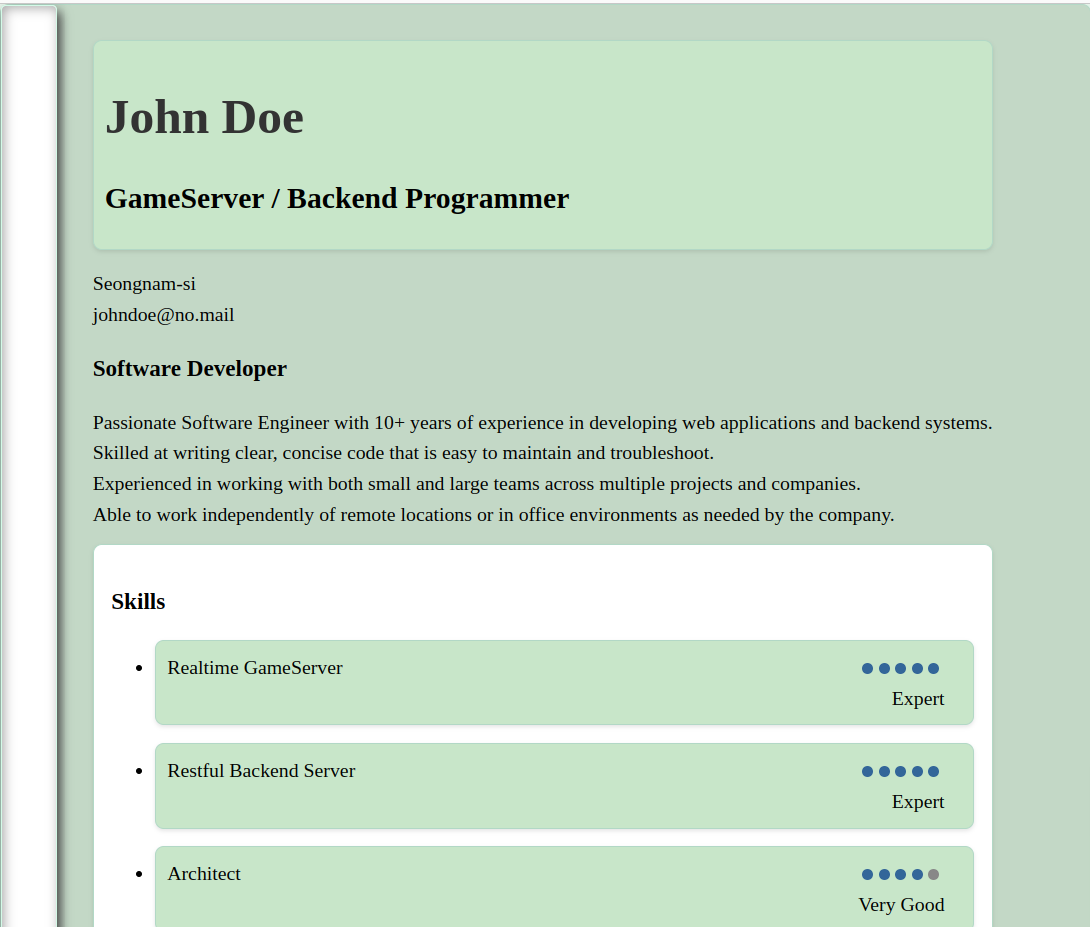 John Doe
GameServer / Backend Programmer
Seongnam-si
johndoe@no.mail
Software Developer
Passionate Software Engineer with 10+ years of experience in developing web applications and backend systems.
Skilled at writing clear, concise code that is easy to maintain and troubleshoot.
Experienced in working with both small and large teams across multiple projects and companies.
Able to work independently of remote locations or in office environments as needed by the company.
Skills
Realtime GameServer
Expert
Restful Backend Server
Expert
Architect
Very Good